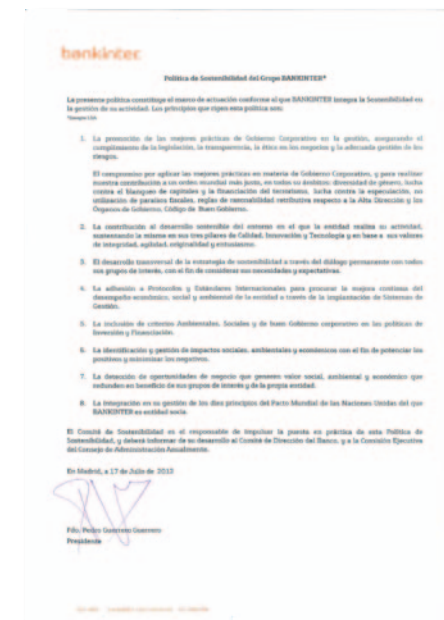 bankinter.
Política de Sostenibilidad del Grupo BANKINTER*
La presente política constituye el marco de actuación conforme al que BANKINTER integra la Sostenibilidad en
la gestión de su actividad. Los principios que rigen esta política son:
1. La promoción de las mejores prácticas de Gobierno Corporativo en la gestión, asegurando el
cumplimiento de la legislación, la transparencia, la ética en los negocios y la adecuada gestión de los
riesgos.
El compromiso por aplicar las mejores prácticas en materia de Gobierno Corporativo, y para realizar
nuestra contribución a un orden mundial más justo, en todos su ámbitos: diversidad de género, lucha
contra el blanqueo de capitales y la financiación del terrorismo, lucha contra la especulación, no
utilización de paraísos fiscales, reglas de razonabilidad retributiva respecto a la Alta Dirección y los
Órganos de Gobierno, Código de Buen Gobierno.
2. La contribución al desarrollo sostenible del entorno en el que la entidad realiza su actividad,
sustentando la misma en sus tres pilares de Calidad, Innovación y Tecnología y en base a sus valores
de integridad, agilidad, originalidad y entusiasmo.
3. El desarrollo transversal de la estrategia de sostenibilidad a través del diálogo permanente con todos
sus grupos de interés, con el fin de considerar sus necesidades y expectativas.
4. La adhesión a Protocolos y Estándares Internacionales para procurar la mejora continua del
desempeño económico, social y ambiental de la entidad a través de la implantación de Sistemas de
Gestión.
5. La inclusión de criterios Ambientales, Sociales y de buen Gobierno corporativo en las políticas de
Inversión y Financiación.
6. La identificación y gestión de impactos sociales, ambientales y económicos con el fin de potenciar los
positivos y minimizar los negativos.
7. La detección de oportunidades de negocio que generen valor social, ambiental y económico que
redunden en beneficio de sus grupos de interés y de la propia entidad.
8. La integración en su gestión de los diez principios del Pacto Mundial de las Naciones Unidas del que
BANKINTER es entidad socia.
El Comité de Sostenibilidad es el responsable de impulsar la puesta en práctica de esta Política de
Sostenibilidad, y deberá informar de su desarrollo al Comité de Dirección del Banco, y a la Comisión Ejecutiva
del Consejo de Administración Anualmente.
En Madrid, a 17 de Julio de 2012
Fdo. Pedro Guerrero Guerrero
Presidente